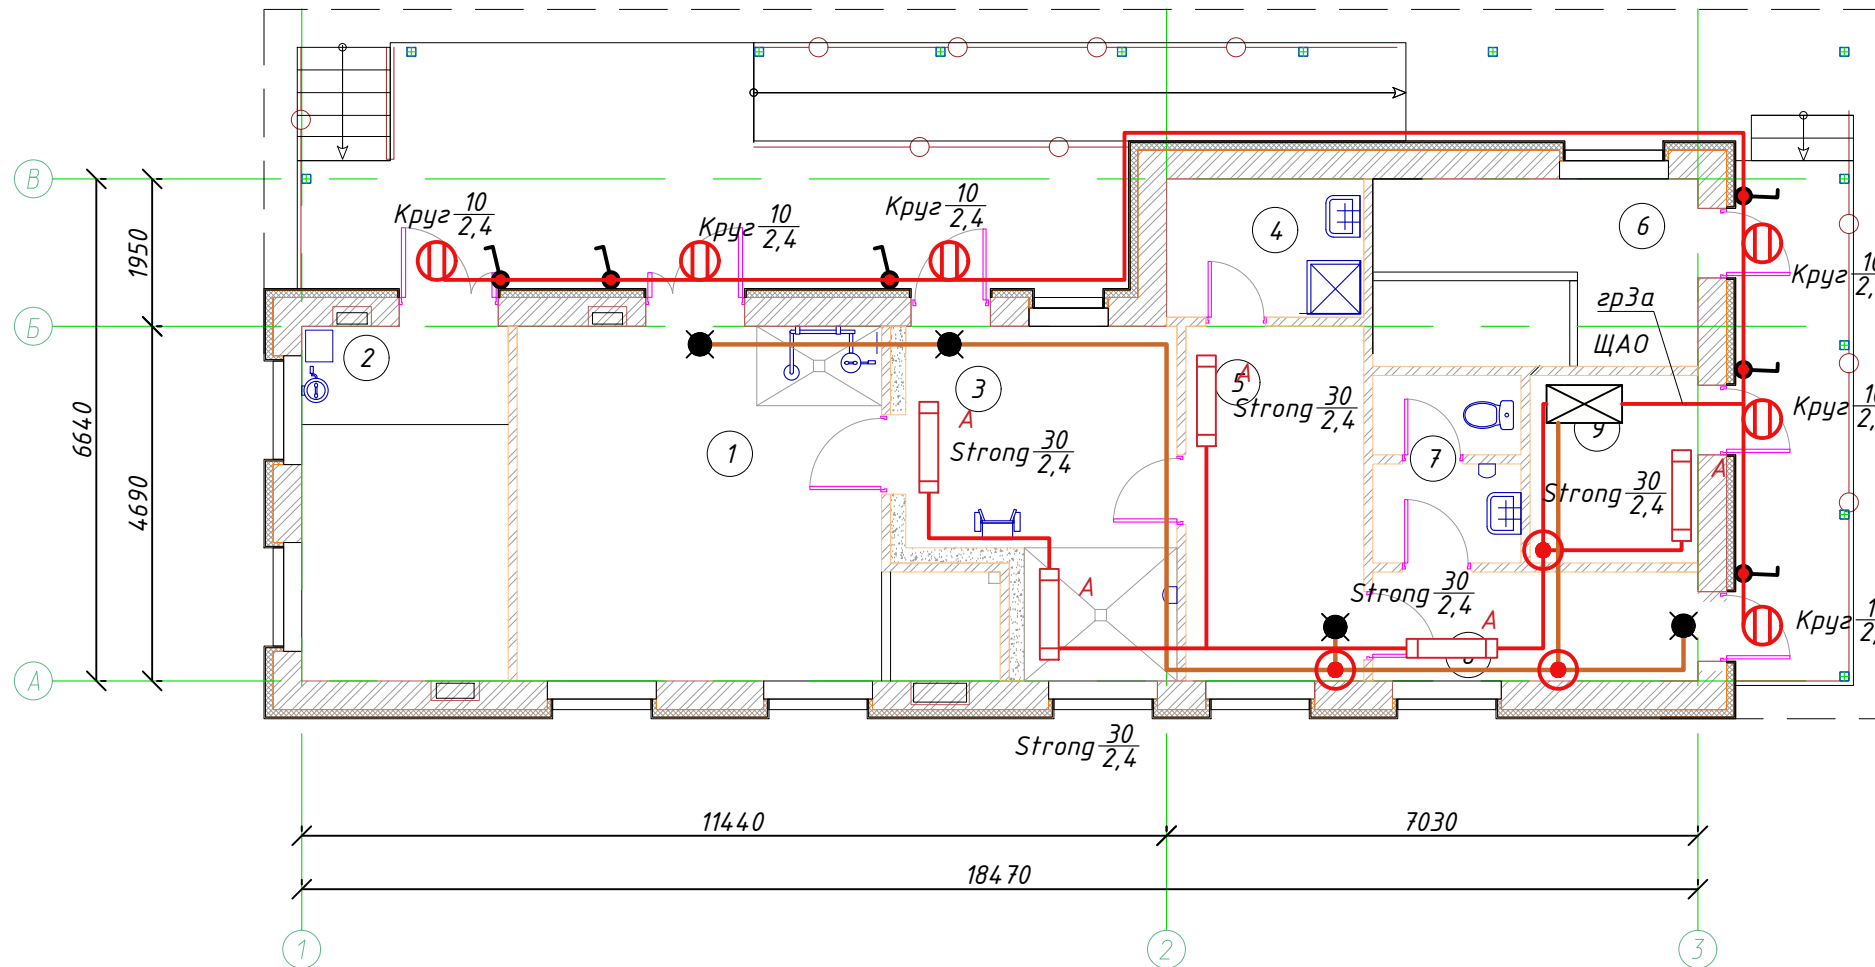 В
Б
А
1950
4690
6640
Круг 10/2,4
Круг 10/2,4
Круг 10/2,4
4
6
гр3а
ЩАО
2
3
5
А
Strong 30/2,4
А
Strong 30/2,4
1
7
9
А
Strong 30/2,4
А
Strong 30/2,4
А
Strong 30/2,4
Круг
Круг
Круг
11440
7030
18470
1
2
3